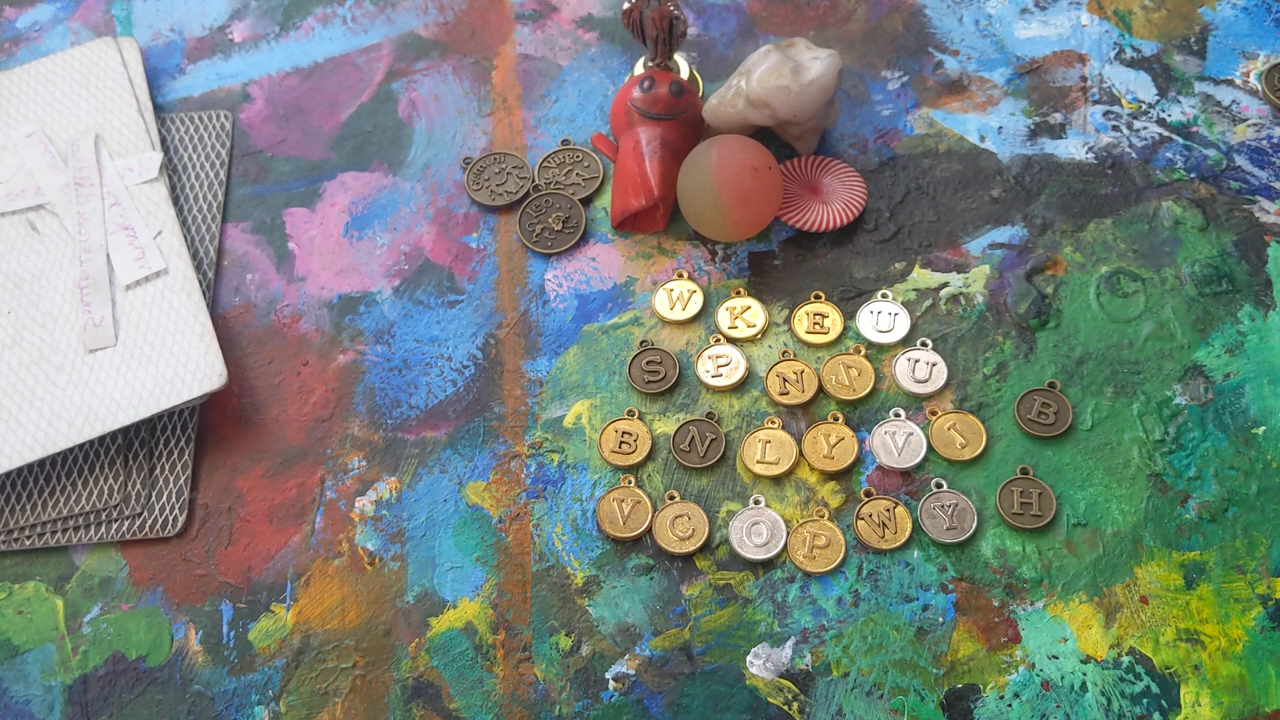 Gemini Virgo
Leo
W K E U
S P N P U
B N L Y V J B
V C O P W Y H